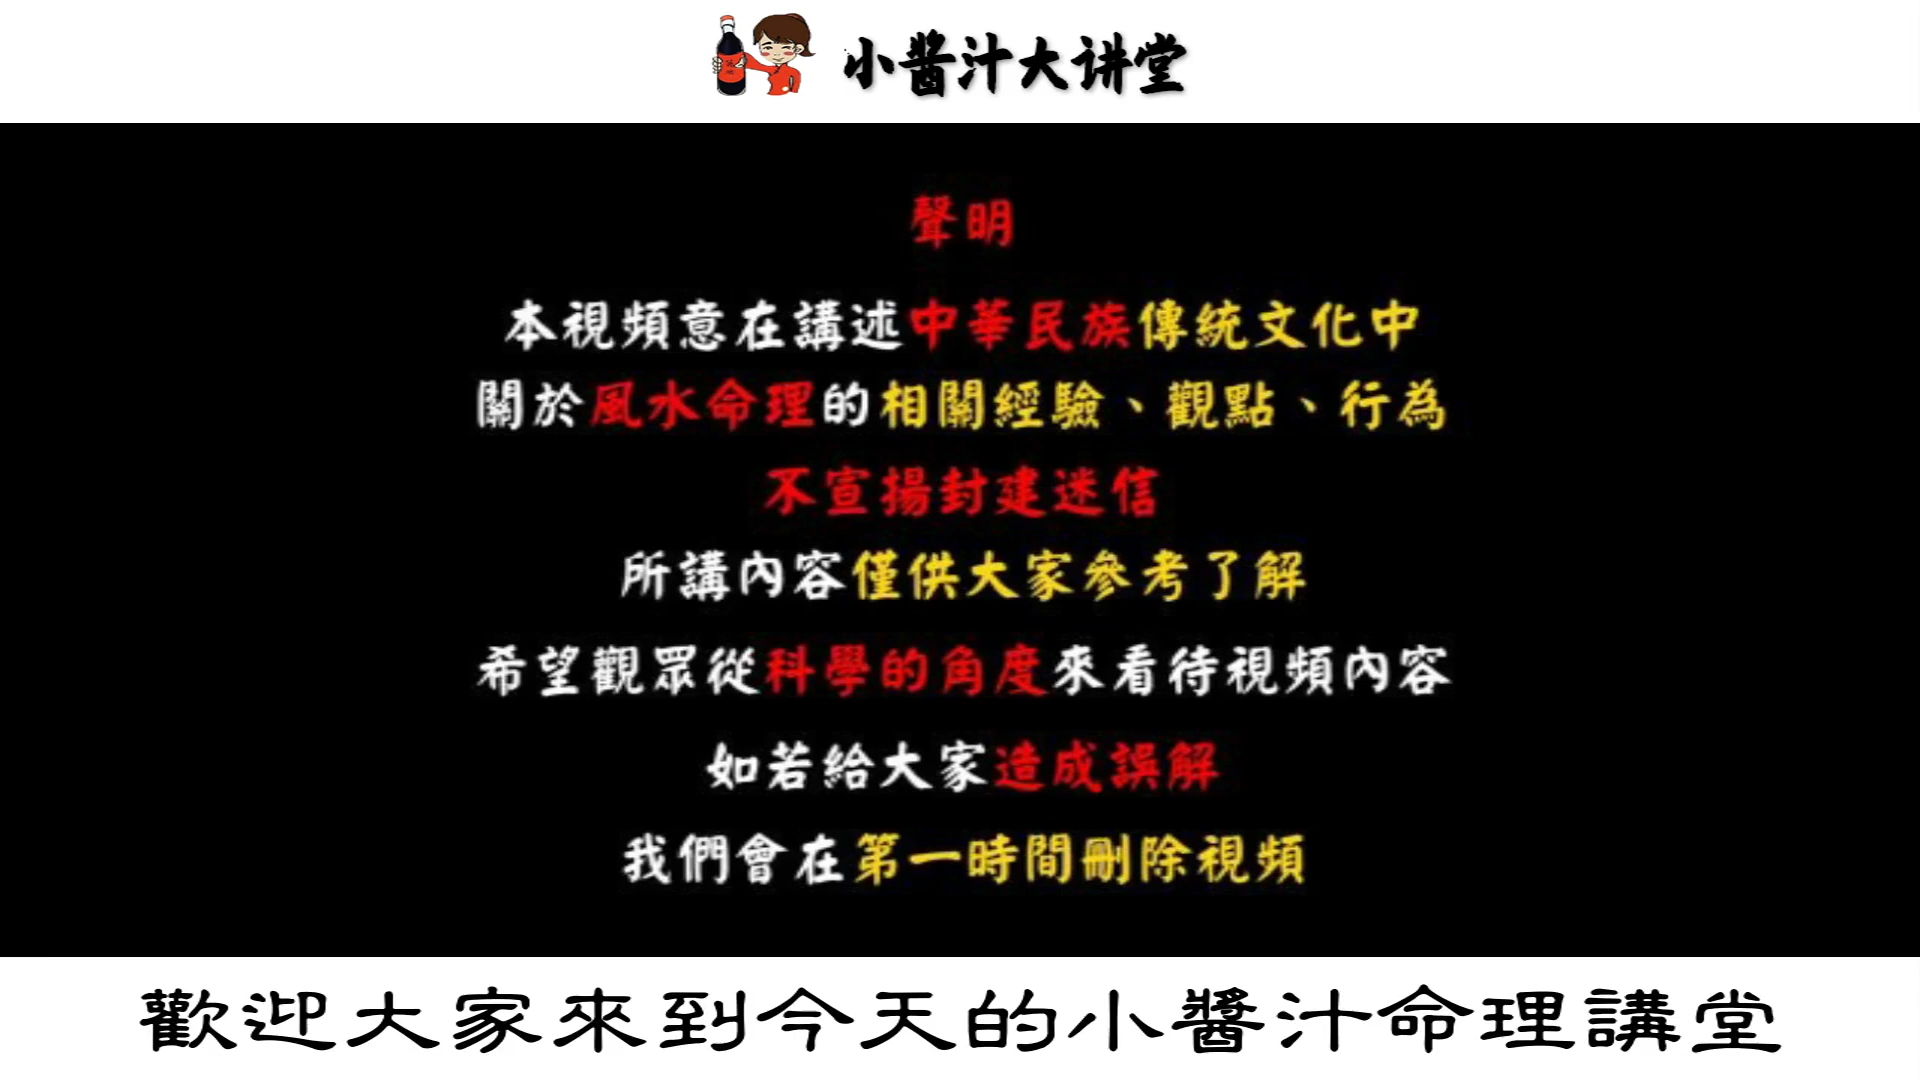 小醬汁大讲堂
聲明
本視頻意在講述中華民族傳統文化中
關於風水命理的相關經驗、觀點、行為
不宣揚封建迷信
所講內容僅供大家參考了解
希望觀眾從科學的角度來看待視頻內容
如若給大家造成誤解
我們會在第一時間刪除視頻
歡迎大家來到今天的小醬汁命理講堂